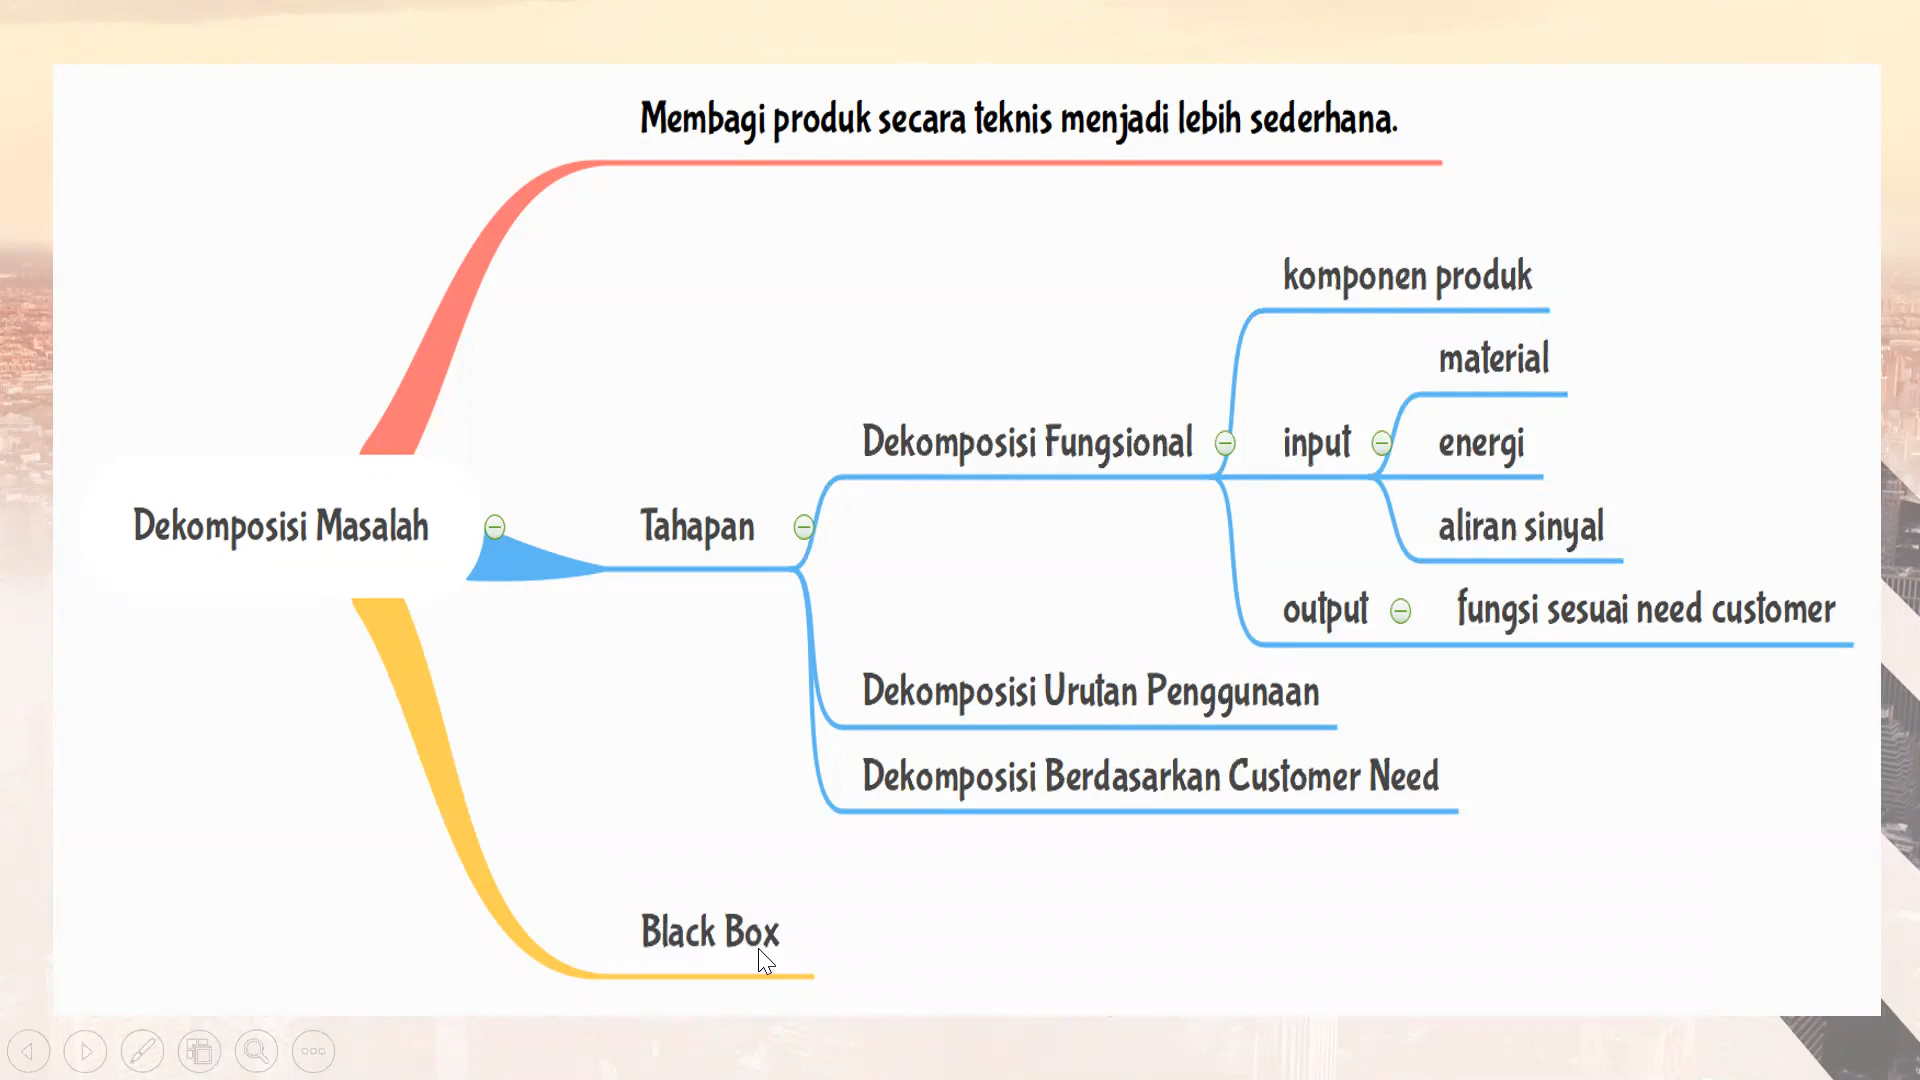 Membagi produk secara teknis menjadi lebih sederhana.
Dekomposisi Masalah
Tahapan
Dekomposisi Fungsional
komponen produk
input
material
energi
aliran sinyal
output
fungsi sesuai need customer
Dekomposisi Urutan Penggunaan
Dekomposisi Berdasarkan Customer Need
Black Box